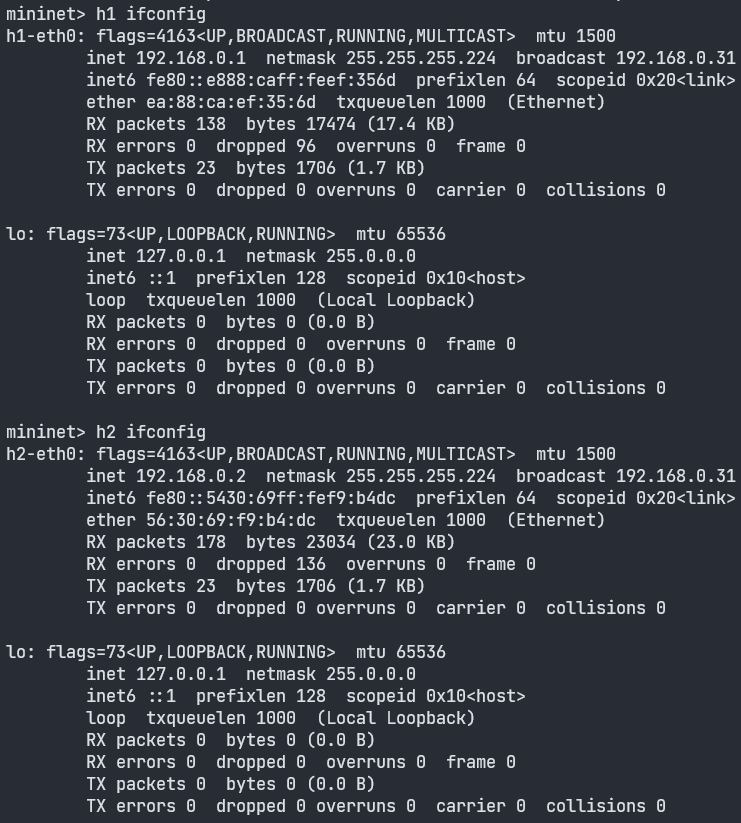 mininet> h1 ifconfig
h1-eth0: flags=4163<UP,BROADCAST,RUNNING,MULTICAST>  mtu 1500
        inet 192.168.0.1  netmask 255.255.255.224  broadcast 192.168.0.31
        inet6 fe80::e888:caff:feef:356d  prefixlen 64  scopeid 0x20<link>
        ether ea:88:ca:ef:35:6d  txqueuelen 1000  (Ethernet)
        RX packets 138  bytes 17474 (17.4 KB)
        RX errors 0  dropped 96  overruns 0  frame 0
        TX packets 23  bytes 1706 (1.7 KB)
        TX errors 0  dropped 0 overruns 0  carrier 0  collisions 0

lo: flags=73<UP,LOOPBACK,RUNNING>  mtu 65536
        inet 127.0.0.1  netmask 255.0.0.0
        inet6 ::1  prefixlen 128  scopeid 0x10<host>
        loop  txqueuelen 1000  (Local Loopback)
        RX packets 0  bytes 0 (0.0 B)
        RX errors 0  dropped 0  overruns 0  frame 0
        TX packets 0  bytes 0 (0.0 B)
        TX errors 0  dropped 0 overruns 0  carrier 0  collisions 0

mininet> h2 ifconfig
h2-eth0: flags=4163<UP,BROADCAST,RUNNING,MULTICAST>  mtu 1500
        inet 192.168.0.2  netmask 255.255.255.224  broadcast 192.168.0.31
        inet6 fe80::5430:69ff:fef9:b4dc  prefixlen 64  scopeid 0x20<link>
        ether 56:30:69:f9:b4:dc  txqueuelen 1000  (Ethernet)
        RX packets 178  bytes 23034 (23.0 KB)
        RX errors 0  dropped 136  overruns 0  frame 0
        TX packets 23  bytes 1706 (1.7 KB)
        TX errors 0  dropped 0 overruns 0  carrier 0  collisions 0

lo: flags=73<UP,LOOPBACK,RUNNING>  mtu 65536
        inet 127.0.0.1  netmask 255.0.0.0
        inet6 ::1  prefixlen 128  scopeid 0x10<host>
        loop  txqueuelen 1000  (Local Loopback)
        RX packets 0  bytes 0 (0.0 B)
        RX errors 0  dropped 0  overruns 0  frame 0
        TX packets 0  bytes 0 (0.0 B)
        TX errors 0  dropped 0 overruns 0  carrier 0  collisions 0